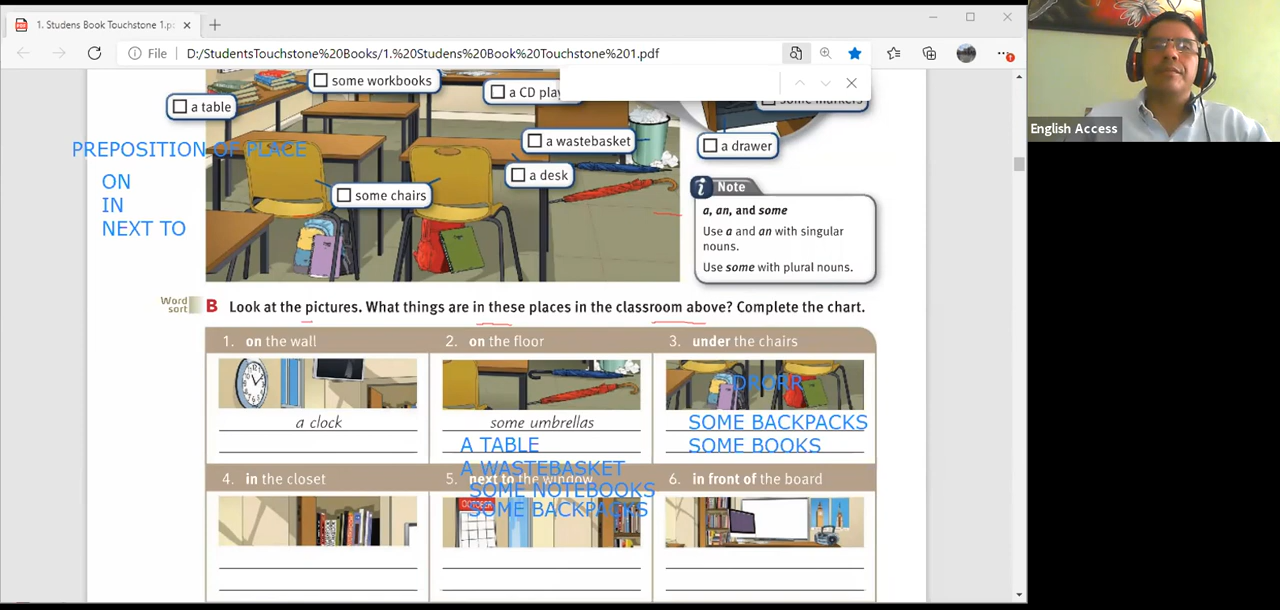 1. Studens Book Touchstone 1.p
File
D:/StudentsTouchstone%20Books/1.%20Studens%20Book%20Touchstone%201.pdf
English Access
some workbooks
a table
a CD
a wastebasket
a drawer
PREPOSITION OF PLACE
a desk
ON
some chairs
IN
NEXT TO
i Note
a, an, and some
Use a and an with singular
nouns.
Use some with plural nouns.
Word
sort
B Look at the pictures. What things are in these places in the classroom above? Complete the chart.
1. on the wall
2. on the floor
3. under the chairs
DRORR
a clock
some umbrellas
SOME BACKPACKS
A TABLE
SOME BOOKS
A WASTEBASKET
4. in the closet
5. next to the window
6. in front of the board
SOME NOTEBOOKS
OCTOBER
SOME BACKPACKS